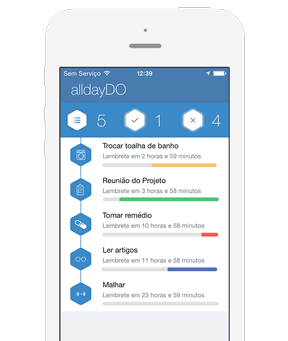 Sem Serviço 12:39
alldayDO
5 1 4
Trocar toalha de banho
Lembrete em 2 horas e 59 minutos
Reunião do Projeto
Lembrete em 3 horas e 58 minutos
Tomar remédio
Lembrete em 10 horas e 58 minutos
Ler artigos
Lembrete em 11 horas e 58 minutos
Malhar
Lembrete em 23 horas e 59 minutos